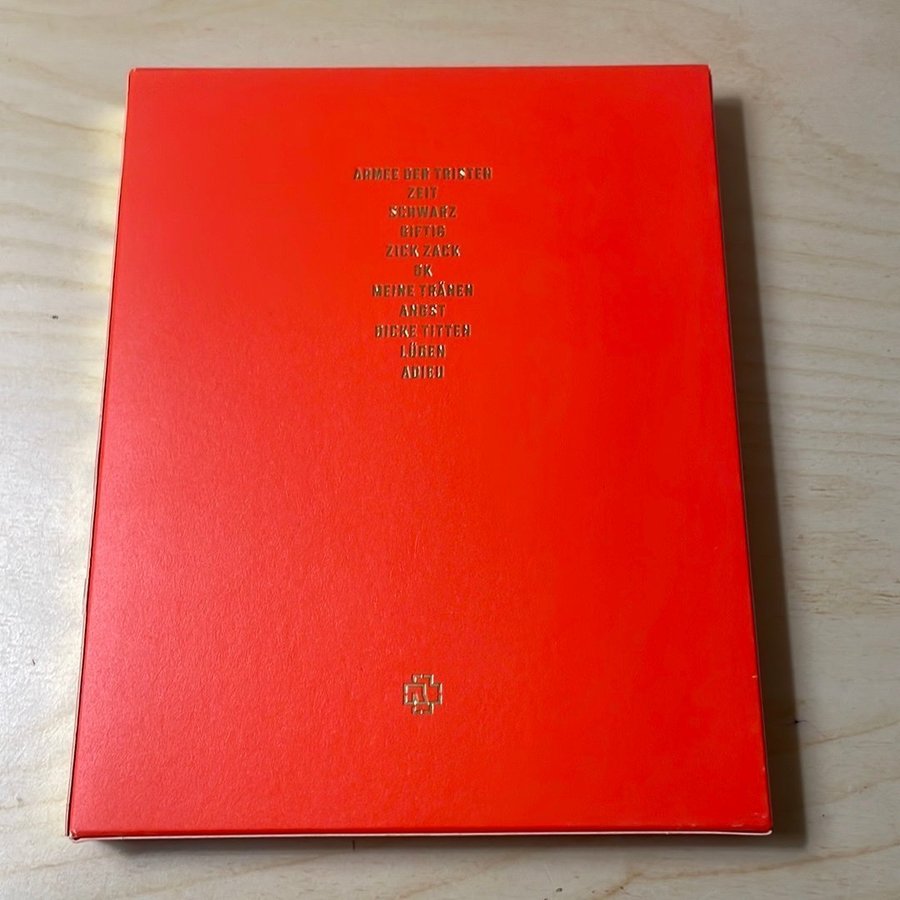 ARMEE DER TRISTEN
ZEIT
SCHWARZ
GIFTIG
ZICK ZACK
OK
MEINE TRÄNEN
ANGST
DICKE TITTEN
LÜGEN
ADIEU